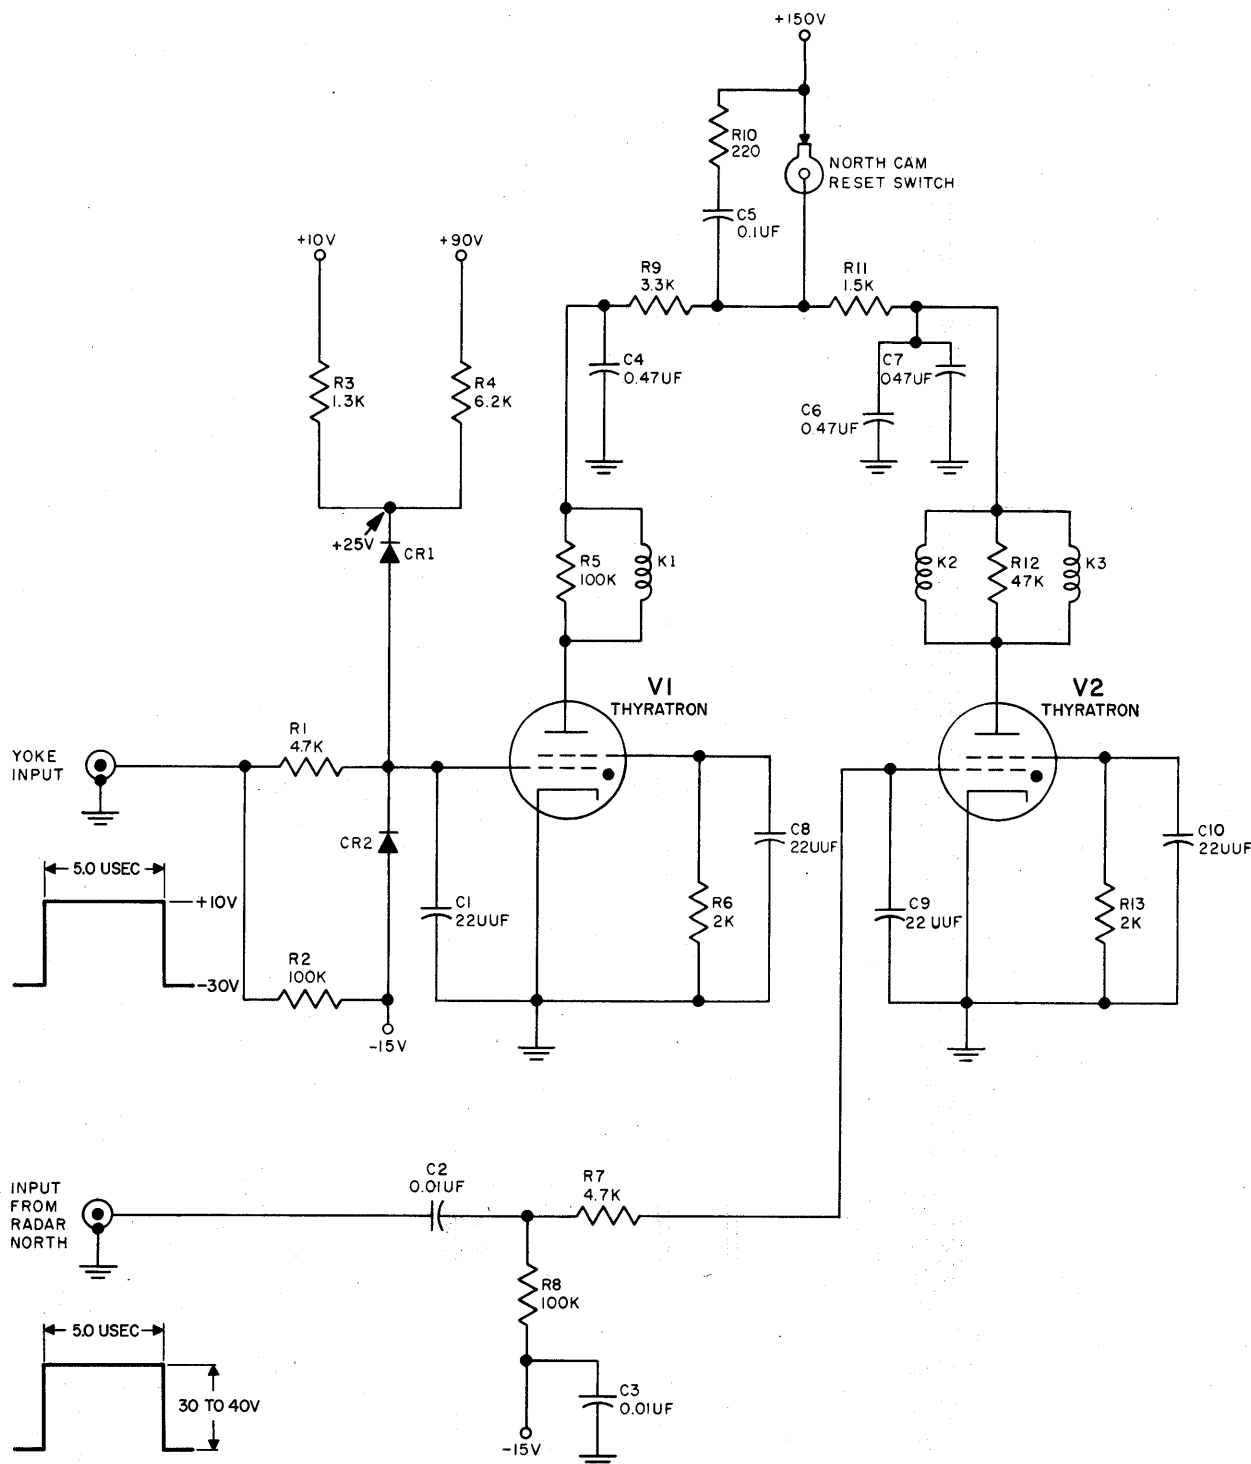 +150V
R10
220
NORTH CAM
RESET SWITCH
C5
0.1UF
+10V
+90V
R9
3.3K
R11
1.5K
C4
0.47UF
C7
047UF
C6
0.47UF
R3
1.3K
R4
6.2K
+25V
CR1
R5
100K
K1
K2
R12
47K
K3
V1
THYRATRON
V2
THYRATRON
YOKE
INPUT
R1
4.7K
CR2
C8
22UUF
C10
22UUF
5.0 USEC
+10V
-30V
C1
22UUF
R6
2K
C9
22 UUF
R13
2K
R2
100K
-15V
INPUT
FROM
RADAR
NORTH
C2
0.01UF
R7
4.7K
R8
100K
5.0 USEC
30 TO 40V
C3
0.01UF
-15V